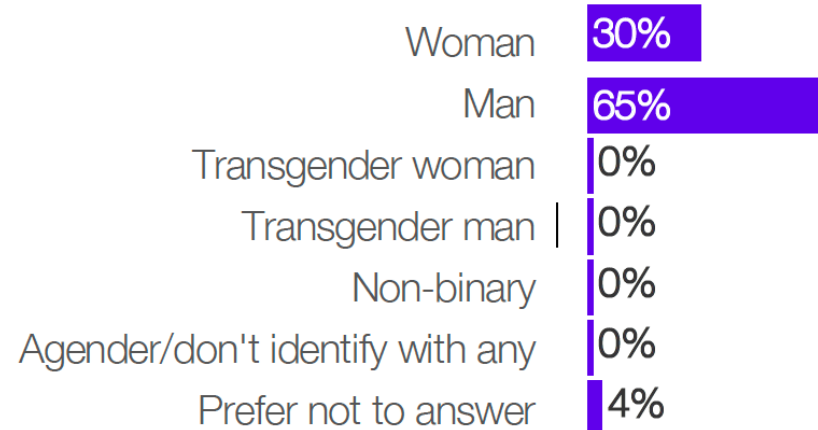 Woman 30%
Man 65%
Transgender woman 0%
Transgender man 0%
Non-binary 0%
Agender/don't identify with any 0%
Prefer not to answer 4%